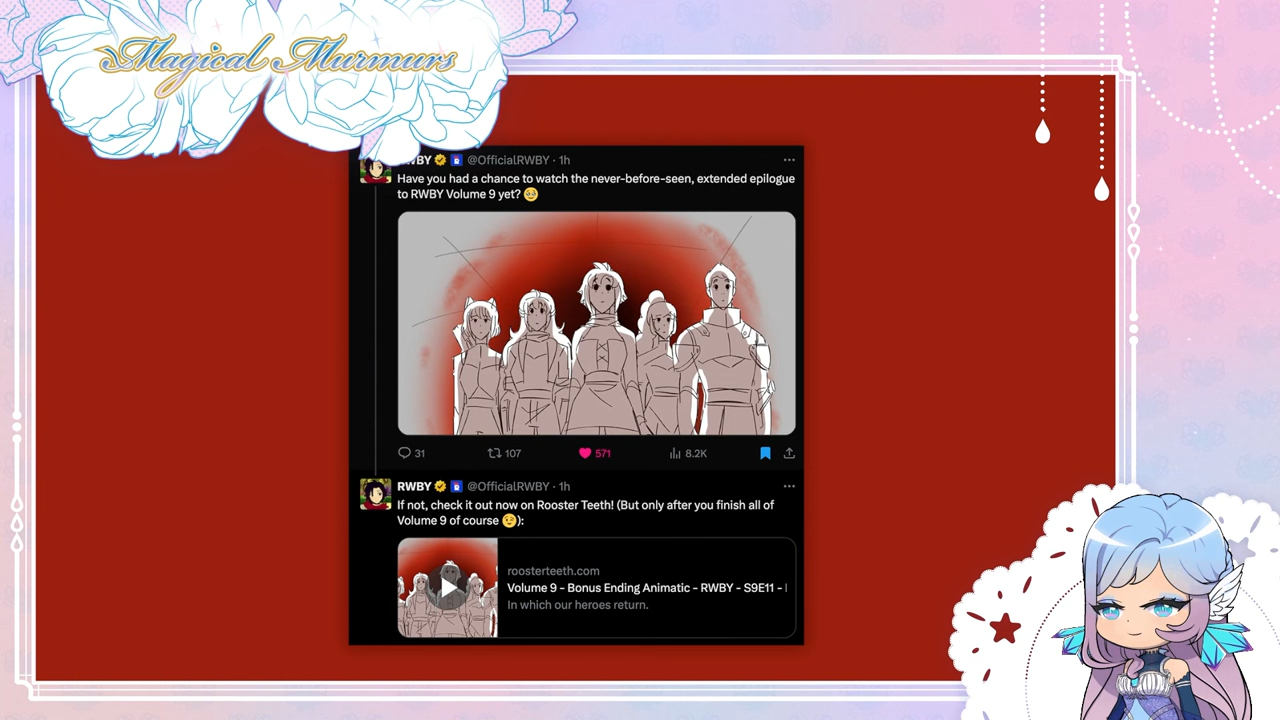 Magical Murmurs
RWBY @OfficialRWBY · 1h
Have you had a chance to watch the never-before-seen, extended epilogue
to RWBY Volume 9 yet? 🥹
31 107 571 8.2K
RWBY @OfficialRWBY · 1h
If not, check it out now on Rooster Teeth! (But only after you finish all of
Volume 9 of course 😉):
roosterteeth.com
Volume 9 - Bonus Ending Animatic - RWBY - S9E11 -
In which our heroes return.